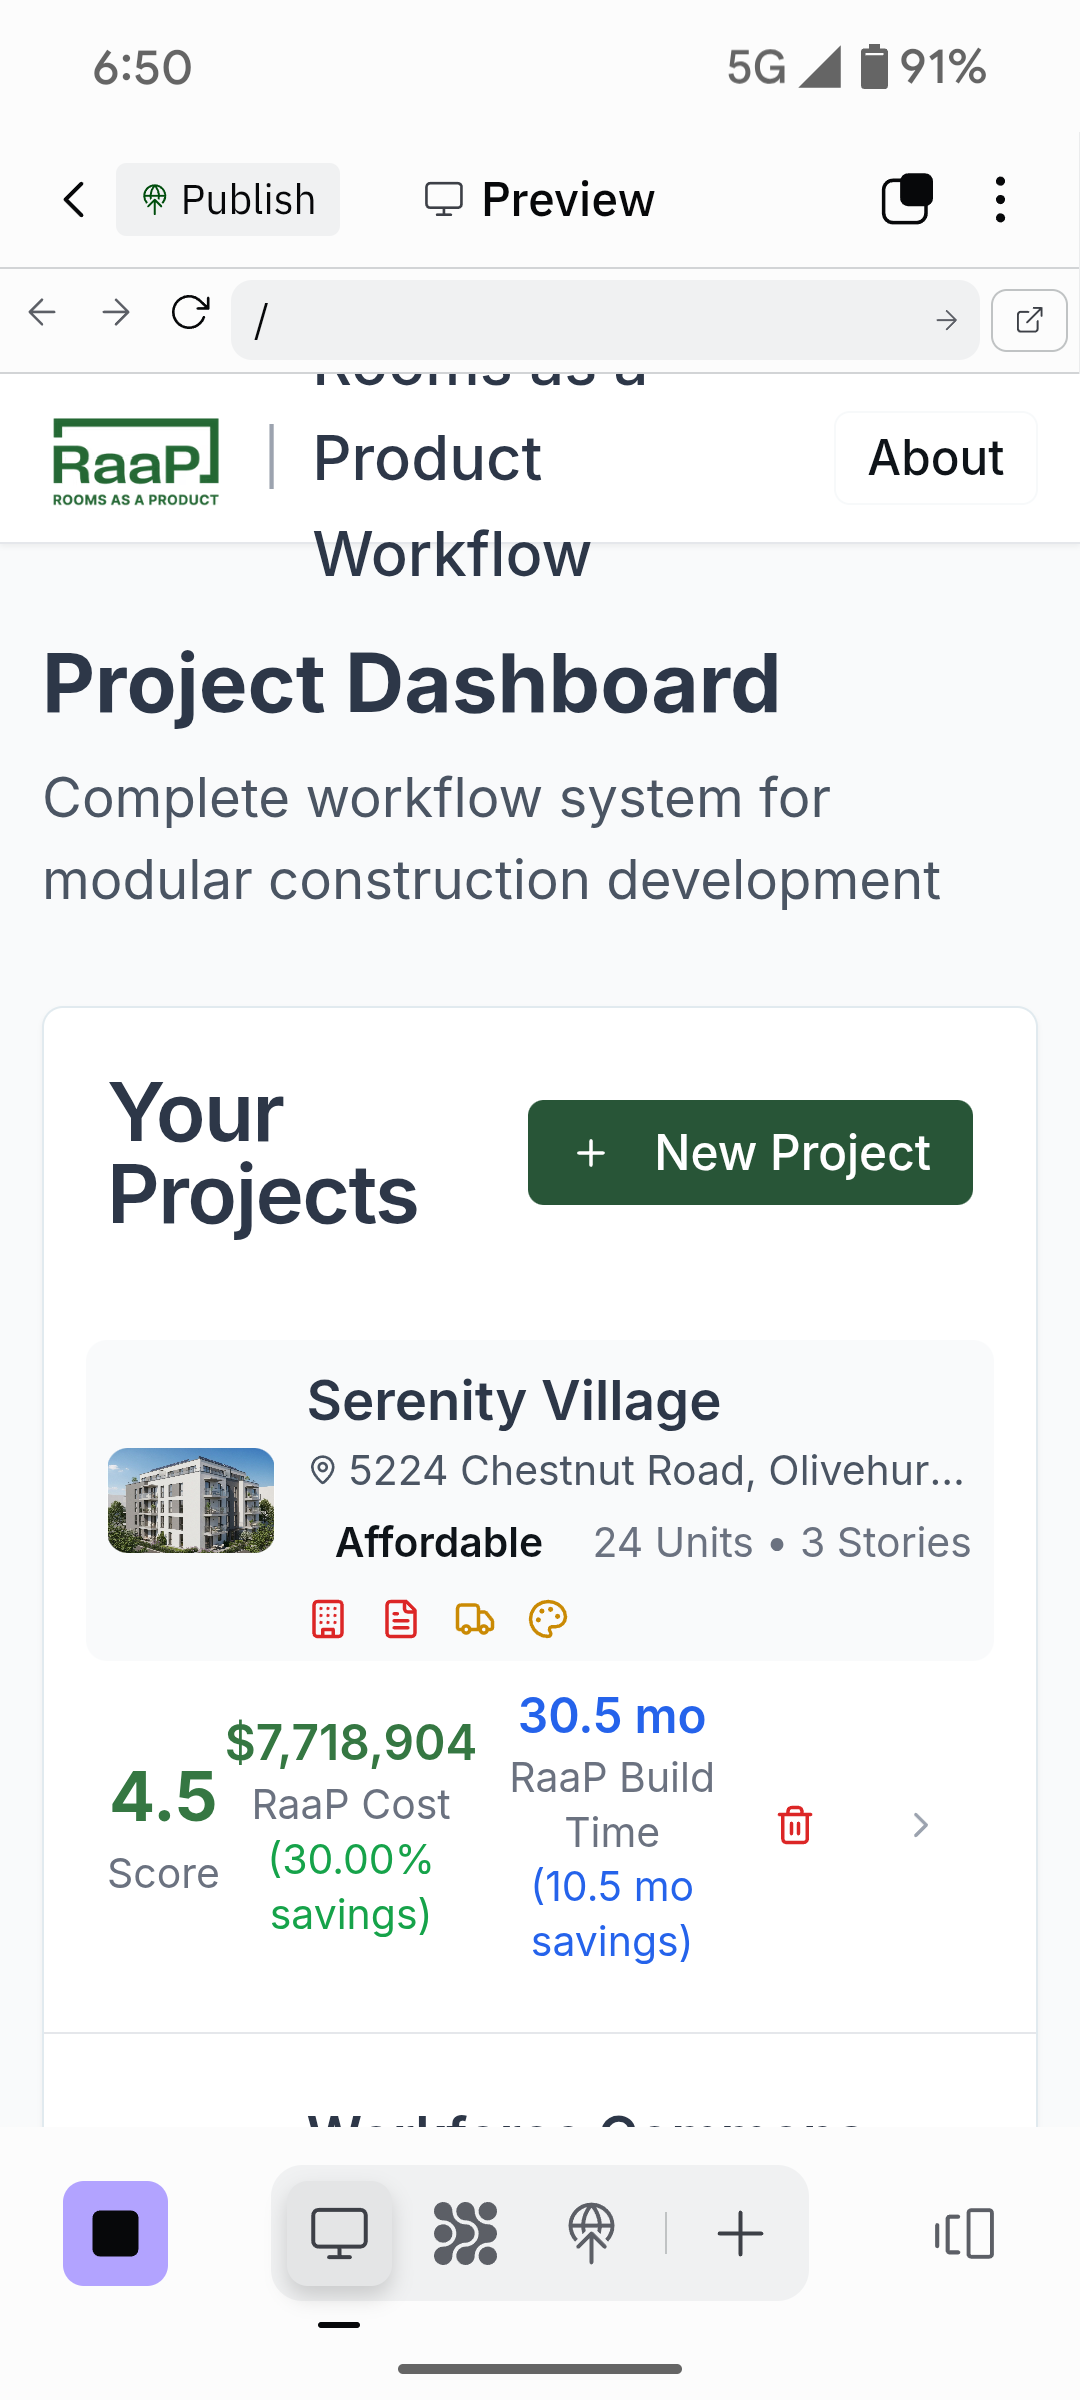 6:50
5G 91%
Publish
Preview
/
Rooms as a
Product
Workflow
RaaP
ROOMS AS A PRODUCT
About
Project Dashboard
Complete workflow system for
modular construction development
Your
Projects
New Project
Serenity Village
5224 Chestnut Road, Olivehur...
Affordable
24 Units • 3 Stories
4.5
Score
$7,718,904
RaaP Cost
(30.00%
savings)
30.5 mo
RaaP Build
Time
(10.5 mo
savings)